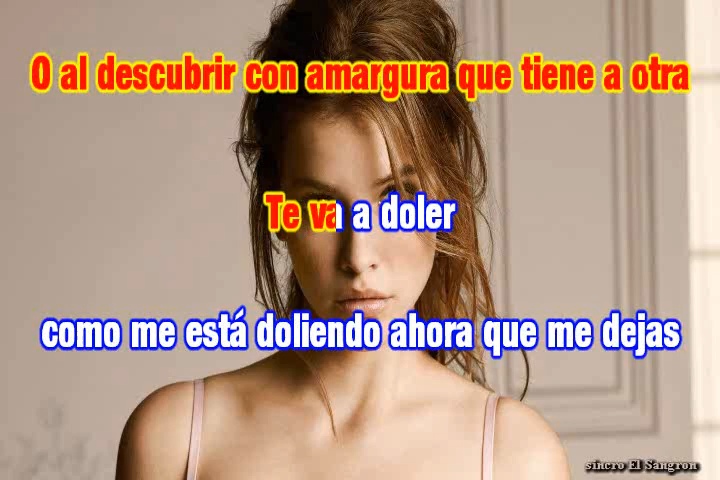 O al descubrir con amargura que tiene a otra
Te va a doler
como me está doliendo ahora que me dejas
sincro El Sangron